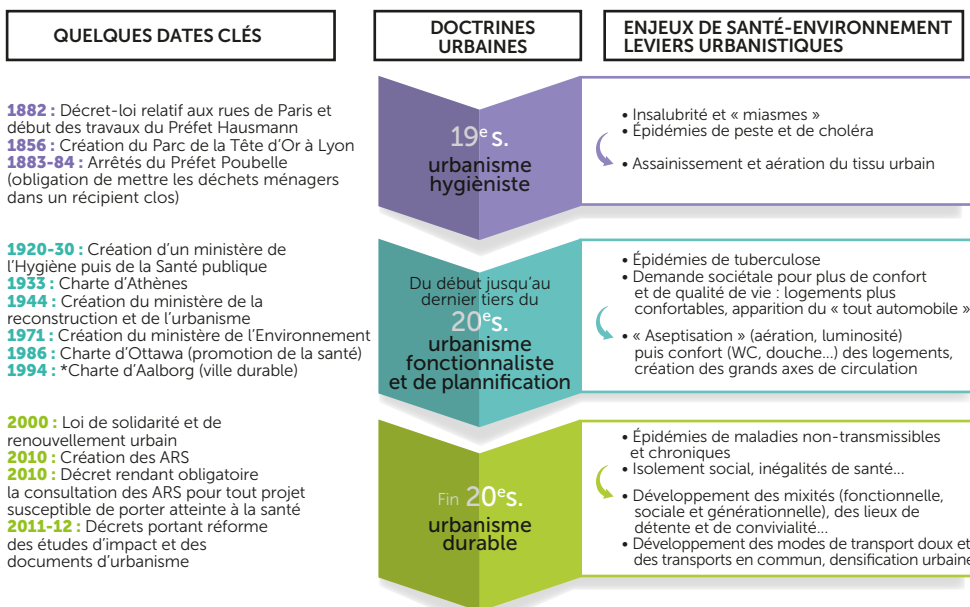 QUELQUES DATES CLÉS
DOCTRINES
URBAINES
ENJEUX DE SANTÉ-ENVIRONNEMENT
LEVIERS URBANISTIQUES
1882 : Décret-loi relatif aux rues de Paris et
début des travaux du Préfet Hausmann
1856 : Création du Parc de la Tête d'Or à Lyon
1883-84 : Arrêtés du Préfet Poubelle
(obligation de mettre les déchets ménagers
dans un récipient clos)
19e s.
urbanisme
hygièniste
• Insalubrité et « miasmes »
• Épidémies de peste et de choléra
• Assainissement et aération du tissu urbain
1920-30 : Création d'un ministère de
l'Hygiène puis de la Santé publique
1933 : Charte d'Athènes
1944 : Création du ministère de la
reconstruction et de l'urbanisme
1971 : Création du ministère de l'Environnement
1986 : Charte d'Ottawa (promotion de la santé)
1994 : *Charte d'Aalborg (ville durable)
Du début jusqu'au
dernier tiers du
20es.
urbanisme
fonctionnaliste
et de plannification
• Épidémies de tuberculose
• Demande sociétale pour plus de confort
et de qualité de vie : logements plus
confortables, apparition du « tout automobile »
• « Aseptisation » (aération, luminosité)
puis confort (WC, douche...) des logements,
création des grands axes de circulation
2000 : Loi de solidarité et de
renouvellement urbain
2010 : Création des ARS
2010 : Décret rendant obligatoire
la consultation des ARS pour tout projet
susceptible de porter atteinte à la santé
2011-12 : Décrets portant réforme
des études d'impact et des
documents d'urbanisme
Fin 20es.
urbanisme
durable
• Épidémies de maladies non-transmissibles
et chroniques
• Isolement social, inégalités de santé...
• Développement des mixités (fonctionnelle,
sociale et générationnelle), des lieux de
détente et de convivialité...
• Développement des modes de transport doux et
des transports en commun, densification urbaine